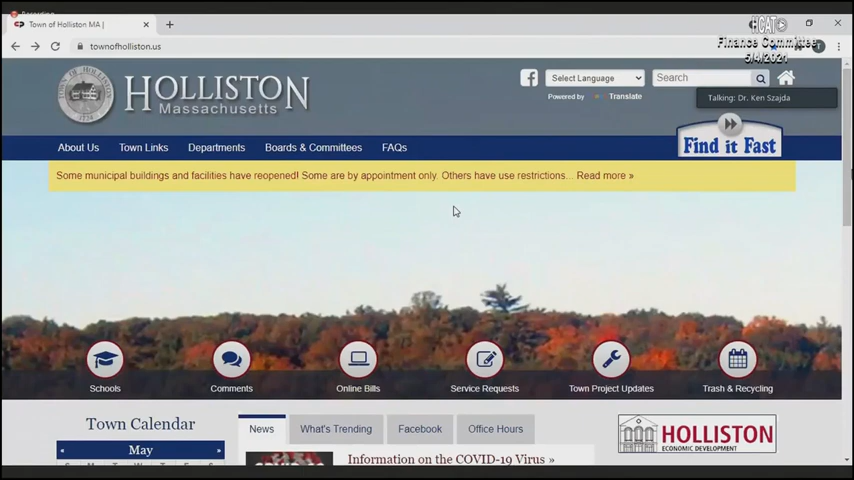 Town of Holliston MA |
HCAT
Finance Committee
5/4/2021
townofholliston.us
HOLLISTON
Massachusetts
TOWN OF HOLLISTON
1724
Select Language
Search
Powered by Translate
Talking: Dr. Ken Szajda
About Us
Town Links
Departments
Boards & Committees
FAQs
Find it Fast
Some municipal buildings and facilities have reopened! Some are by appointment only. Others have use restrictions... Read more »
Schools
Comments
Online Bills
Service Requests
Town Project Updates
Trash & Recycling
Town Calendar
« May »
News
What's Trending
Facebook
Office Hours
Information on the COVID-19 Virus »
HOLLISTON
ECONOMIC DEVELOPMENT